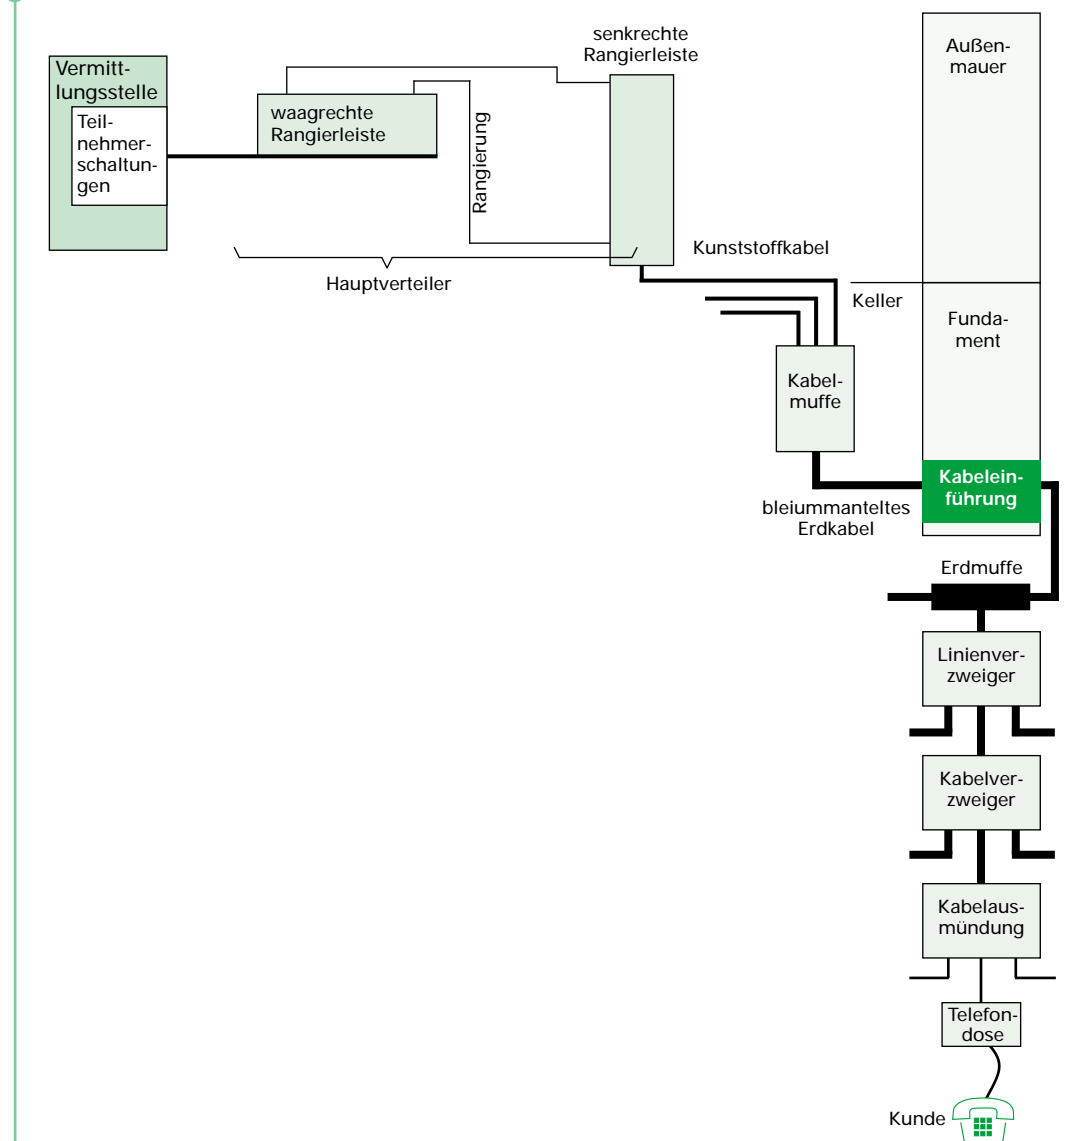 senkrechte
Rangierleiste
Außen-
mauer
Vermitt-
lungsstelle
Teil-
nehmer-
schaltun-
gen
waagrechte
Rangierleiste
Rangierung
Hauptverteiler
Kunststoffkabel
Keller
Funda-
ment
Kabel-
muffe
Kabelein-
führung
bleiummanteltes
Erdkabel
Erdmuffe
Linienver-
zweiger
Kabelver-
zweiger
Kabelaus-
mündung
Telefon-
dose
Kunde